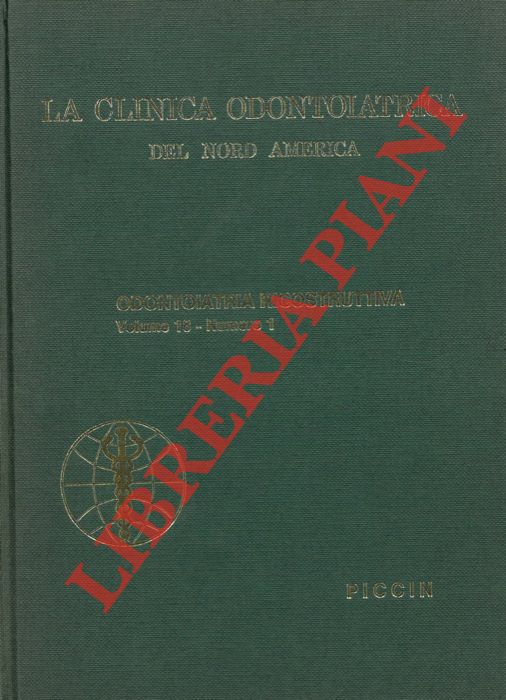 LA CLINICA ODONTOIATRICA
DEL NORD AMERICA
ODONTOIATRIA RICOSTRUTTIVA
Volume 13 - Numero 1
PICCIN
LIBRERIA PIANI